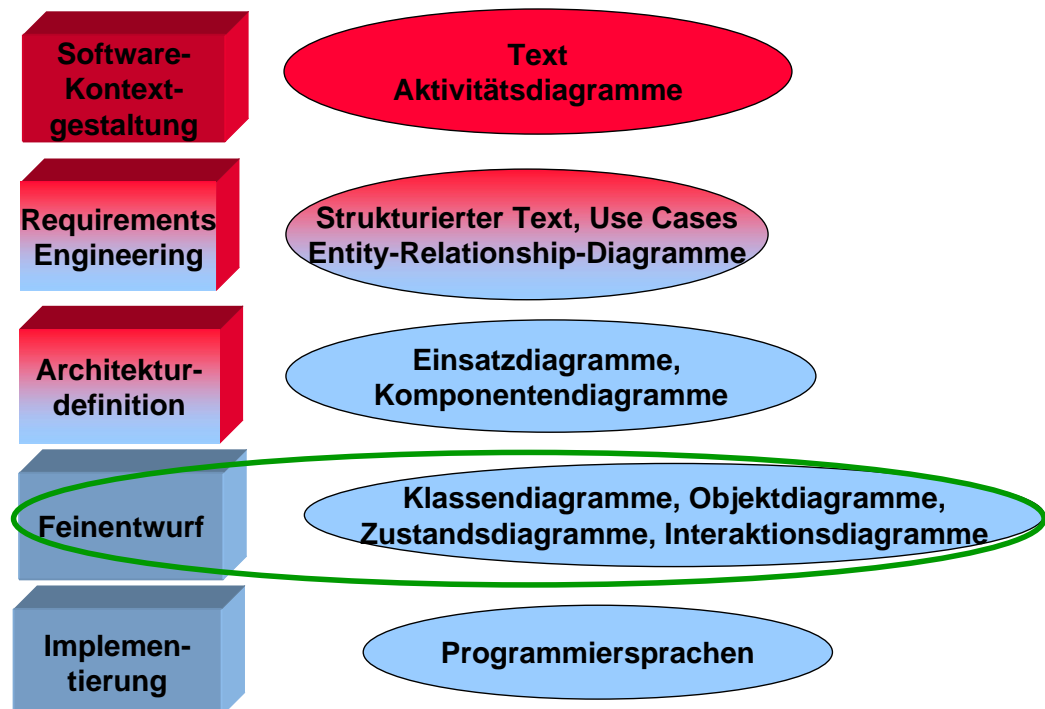 Software-
Kontext-
gestaltung
Text
Aktivitätsdiagramme
Requirements
Engineering
Strukturierter Text, Use Cases
Entity-Relationship-Diagramme
Architektur-
definition
Einsatzdiagramme,
Komponentendiagramme
Feinentwurf
Klassendiagramme, Objektdiagramme,
Zustandsdiagramme, Interaktionsdiagramme
Implemen-
tierung
Programmiersprachen